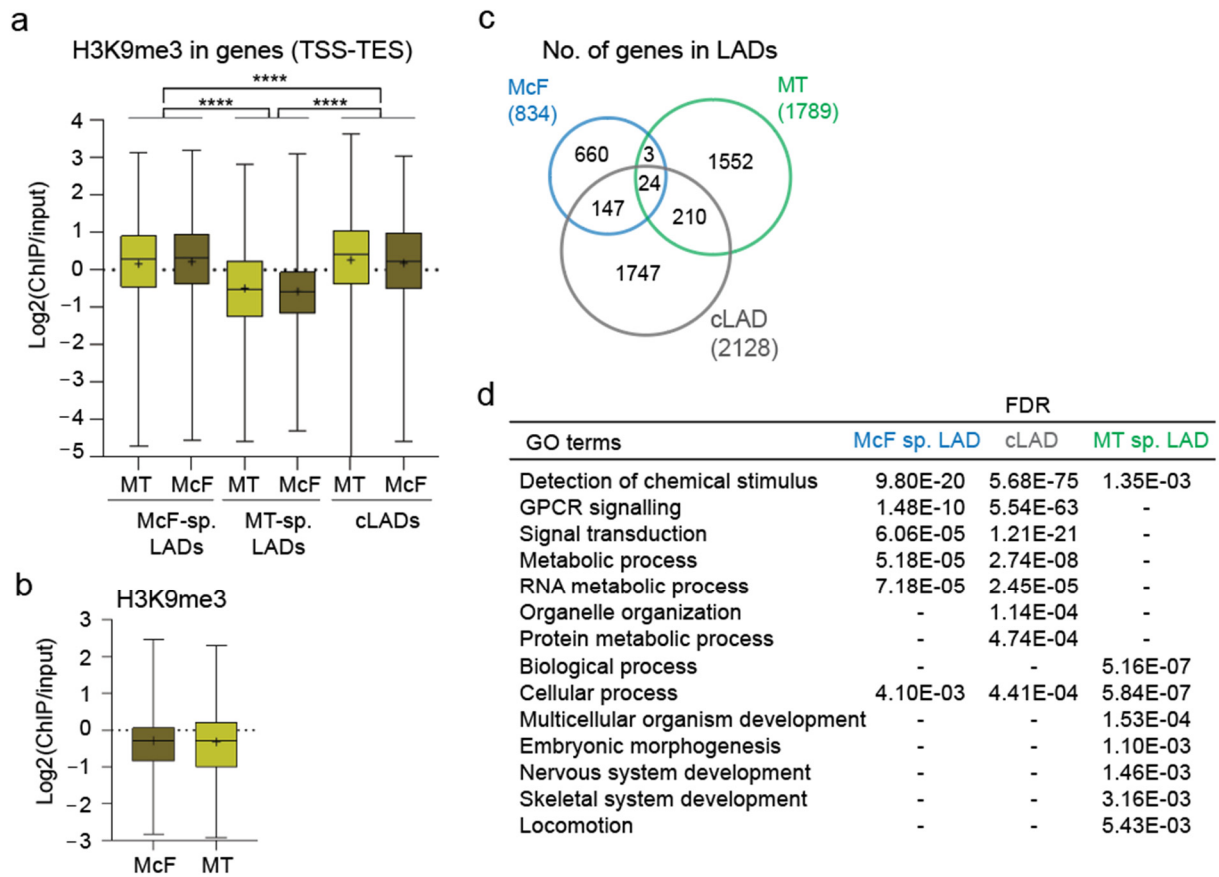 a
H3K9me3 in genes (TSS-TES)
****
**** ****
Log2(ChIP/input)
4
3
2
1
0
−1
−2
−3
−4
−5
MT McF MT McF MT McF
McF-sp. LADs
MT-sp. LADs
cLADs
b
H3K9me3
Log2(ChIP/input)
3
2
1
0
−1
−2
−3
McF MT
c
No. of genes in LADs
McF
(834)
MT
(1789)
660 3 1552
24
147 210
1747
cLAD
(2128)
d
FDR
GO terms McF sp. LAD cLAD MT sp. LAD
Detection of chemical stimulus 9.80E-20 5.68E-75 1.35E-03
GPCR signalling 1.48E-10 5.54E-63 -
Signal transduction 6.06E-05 1.21E-21 -
Metabolic process 5.18E-05 2.74E-08 -
RNA metabolic process 7.18E-05 2.45E-05 -
Organelle organization - 1.14E-04 -
Protein metabolic process - 4.74E-04 -
Biological process - - 5.16E-07
Cellular process 4.10E-03 4.41E-04 5.84E-07
Multicellular organism development - - 1.53E-04
Embryonic morphogenesis - - 1.10E-03
Nervous system development - - 1.46E-03
Skeletal system development - - 3.16E-03
Locomotion - - 5.43E-03